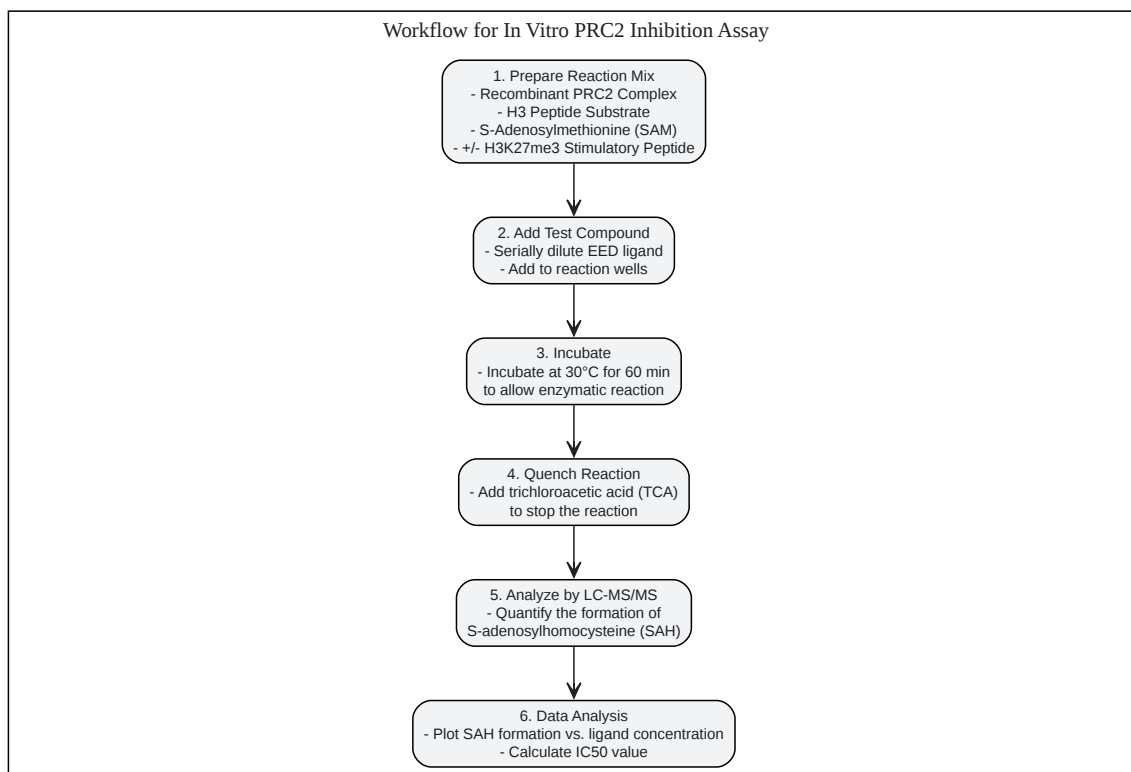 Workflow for In Vitro PRC2 Inhibition Assay
1. Prepare Reaction Mix
- Recombinant PRC2 Complex
- H3 Peptide Substrate
- S-Adenosylmethionine (SAM)
- +/- H3K27me3 Stimulatory Peptide
2. Add Test Compound
- Serially dilute EED ligand
- Add to reaction wells
3. Incubate
- Incubate at 30°C for 60 min
to allow enzymatic reaction
4. Quench Reaction
- Add trichloroacetic acid (TCA)
to stop the reaction
5. Analyze by LC-MS/MS
- Quantify the formation of
S-adenosylhomocysteine (SAH)
6. Data Analysis
- Plot SAH formation vs. ligand concentration
- Calculate IC50 value